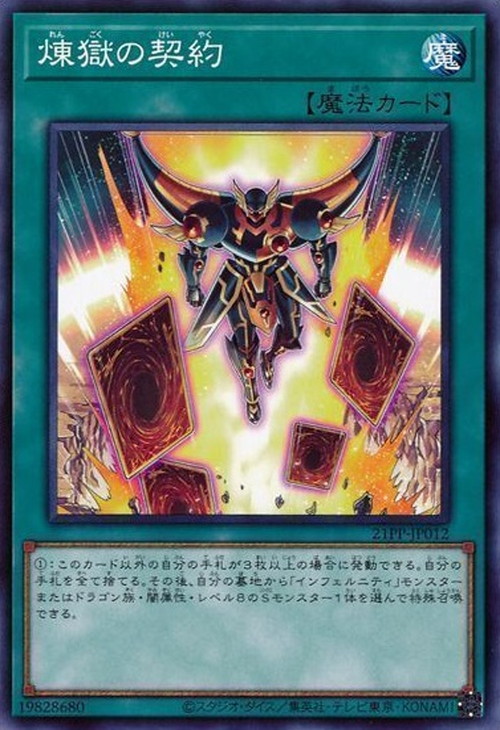 煉獄の契約
魔
【魔法カード】
21PP-JP012
①:このカード以外の自分の手札が3枚以上の場合に発動できる。自分の
手札を全て捨てる。その後、自分の墓地から「インフェルニティ」モンスター
またはドラゴン族・闇属性・レベル8のSモンスター1体を選んで特殊召喚
できる。
19828680
©スタジオ・ダイス/集英社・テレビ東京・KONAMI